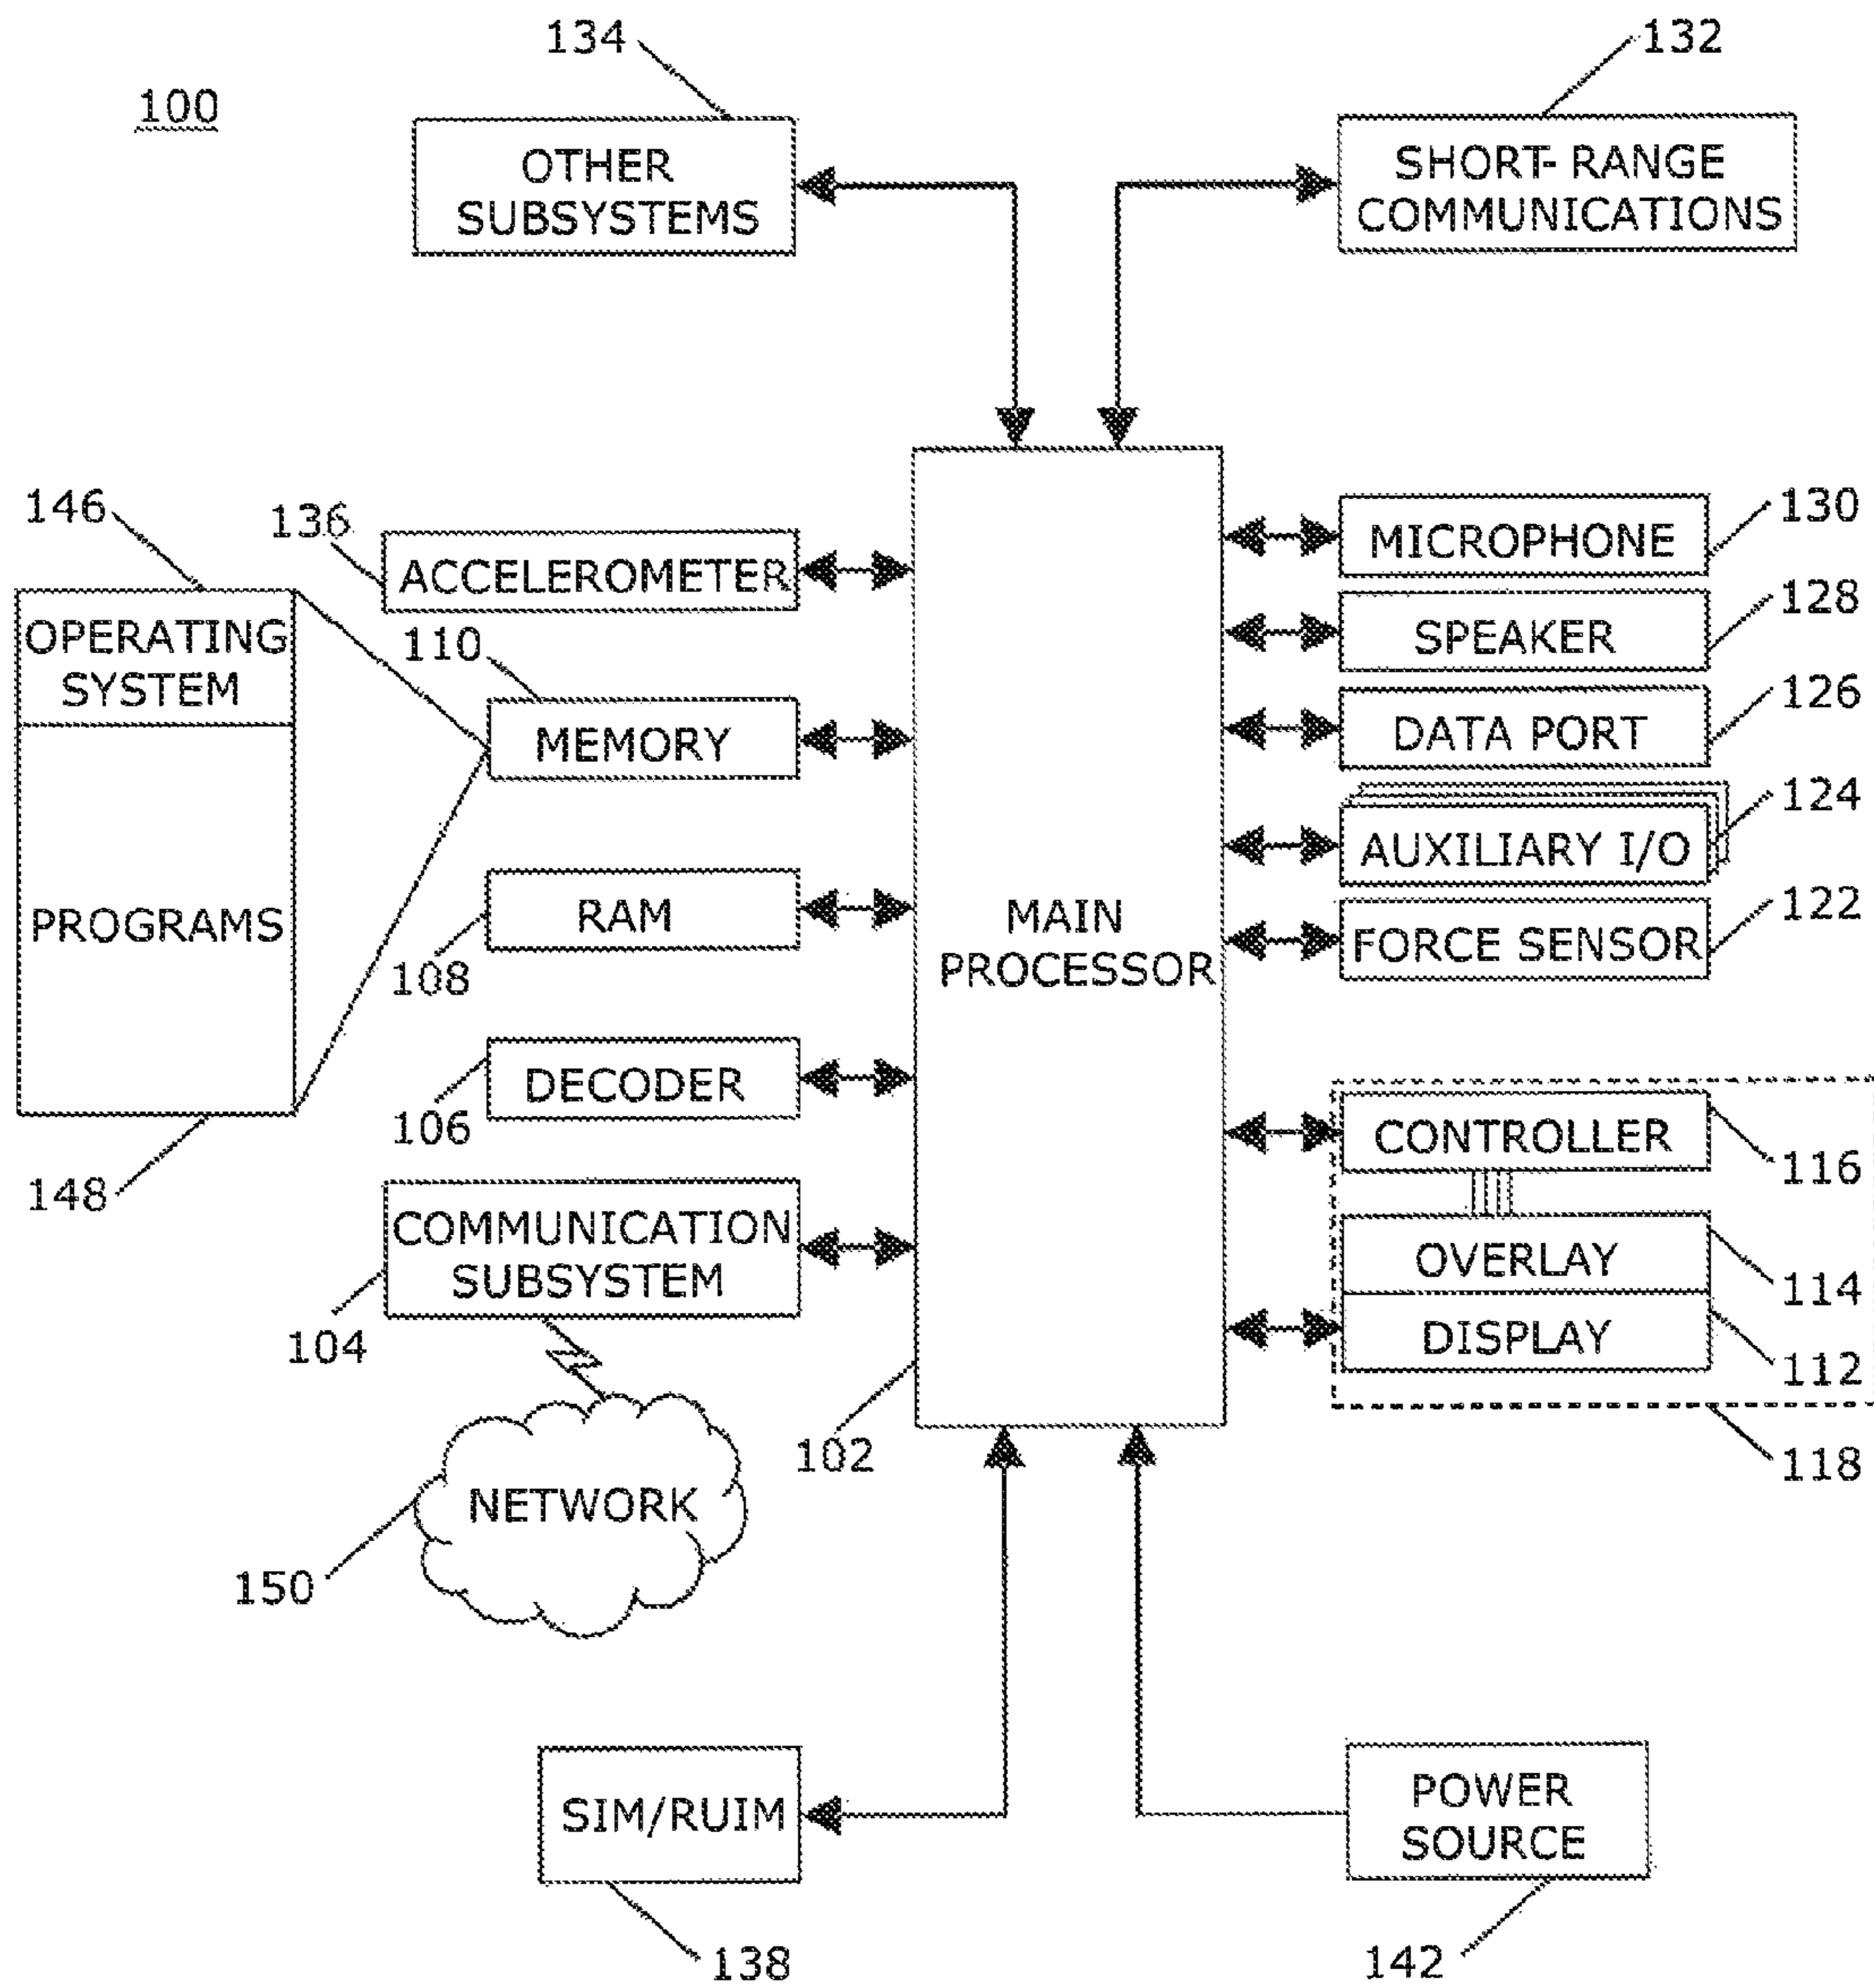 134
132
100
OTHER
SUBSYSTEMS
SHORT- RANGE
COMMUNICATIONS
146
136
ACCELEROMETER
130
MICROPHONE
OPERATING
SYSTEM
128
SPEAKER
110
MEMORY
126
DATA PORT
124
AUXILIARY I/O
PROGRAMS
RAM
108
MAIN
PROCESSOR
122
FORCE SENSOR
DECODER
106
CONTROLLER
116
148
COMMUNICATION
SUBSYSTEM
104
OVERLAY
114
DISPLAY
112
102
118
NETWORK
150
SIM/RUIM
138
POWER
SOURCE
142